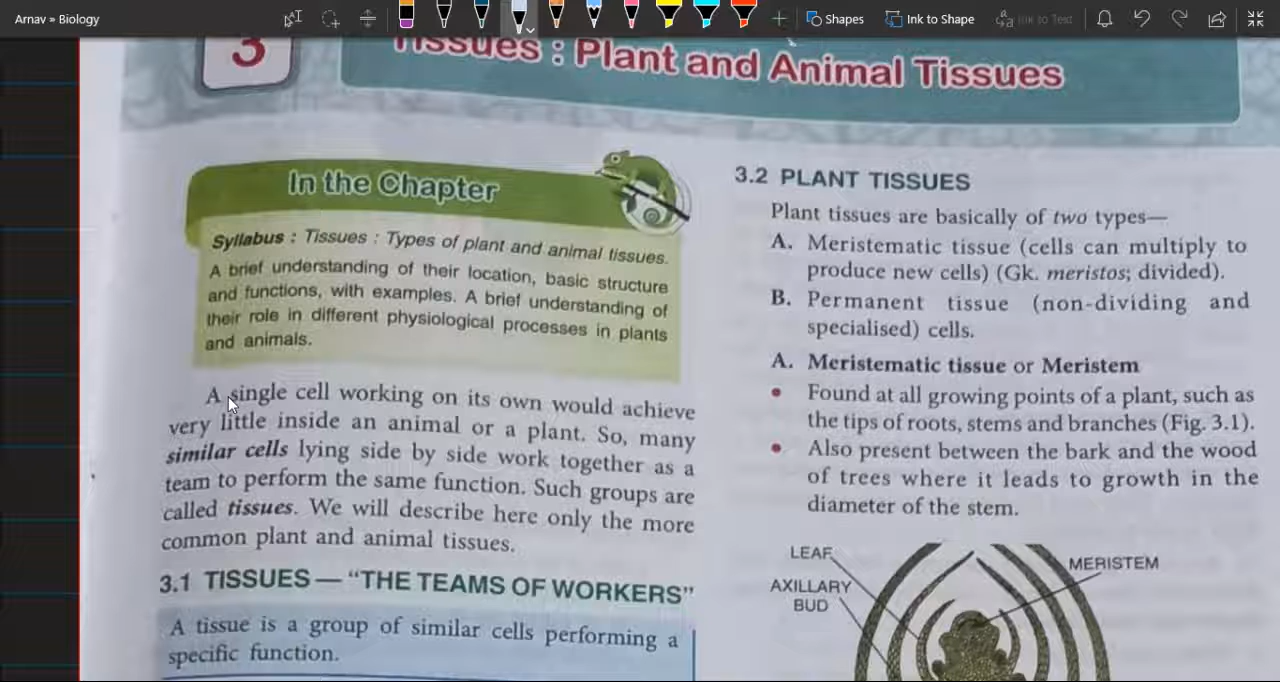 Arnav » Biology
Shapes
Ink to Shape
Ink to Text
3
Tissues : Plant and Animal Tissues
In the Chapter
Syllabus : Tissues : Types of plant and animal tissues.
A brief understanding of their location, basic structure
and functions, with examples. A brief understanding of
their role in different physiological processes in plants
and animals.
A single cell working on its own would achieve
very little inside an animal or a plant. So, many
similar cells lying side by side work together as a
team to perform the same function. Such groups are
called tissues. We will describe here only the more
common plant and animal tissues.
3.1 TISSUES — “THE TEAMS OF WORKERS”
A tissue is a group of similar cells performing a
specific function.
3.2 PLANT TISSUES
Plant tissues are basically of two types—
A. Meristematic tissue (cells can multiply to
produce new cells) (Gk. meristos; divided).
B. Permanent tissue (non-dividing and
specialised) cells.
A. Meristematic tissue or Meristem
• Found at all growing points of a plant, such as
the tips of roots, stems and branches (Fig. 3.1).
• Also present between the bark and the wood
of trees where it leads to growth in the
diameter of the stem.
LEAF
MERISTEM
AXILLARY
BUD